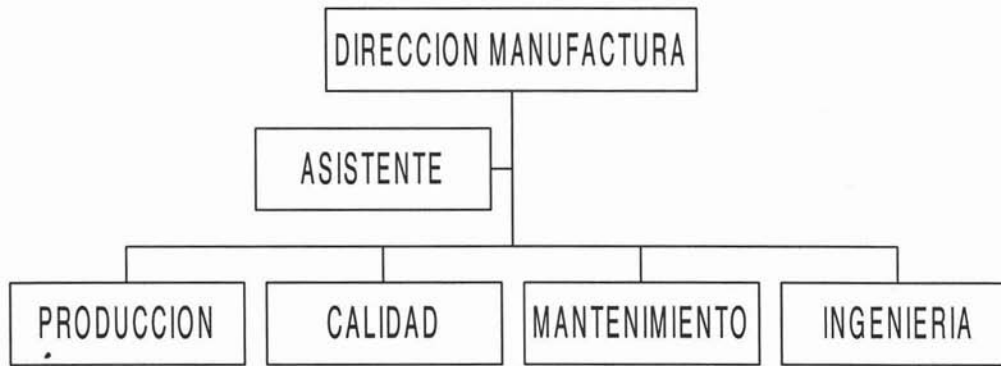 DIRECCION MANUFACTURA
ASISTENTE
PRODUCCION
CALIDAD
MANTENIMIENTO
INGENIERIA